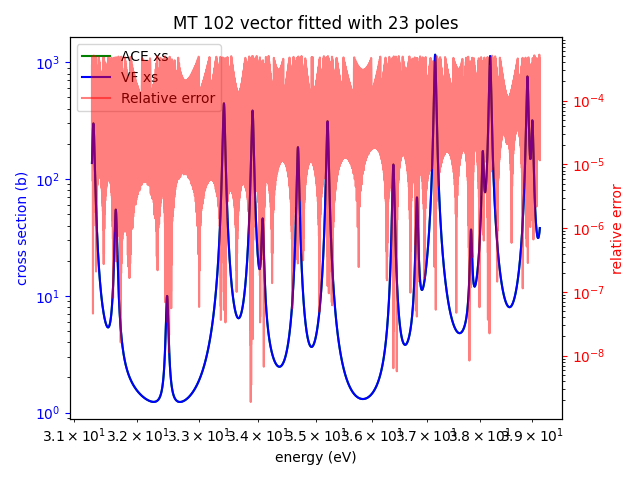 MT 102 vector fitted with 23 poles
ACE xs
VF xs
Relative error
cross section (b)
10³
10²
10¹
10⁰
relative error
10⁻⁴
10⁻⁵
10⁻⁶
10⁻⁷
10⁻⁸
3.1 × 10¹ 3.2 × 10¹ 3.3 × 10¹ 3.4 × 10¹ 3.5 × 10¹ 3.6 × 10¹ 3.7 × 10¹ 3.8 × 10¹ 3.9 × 10¹
energy (eV)